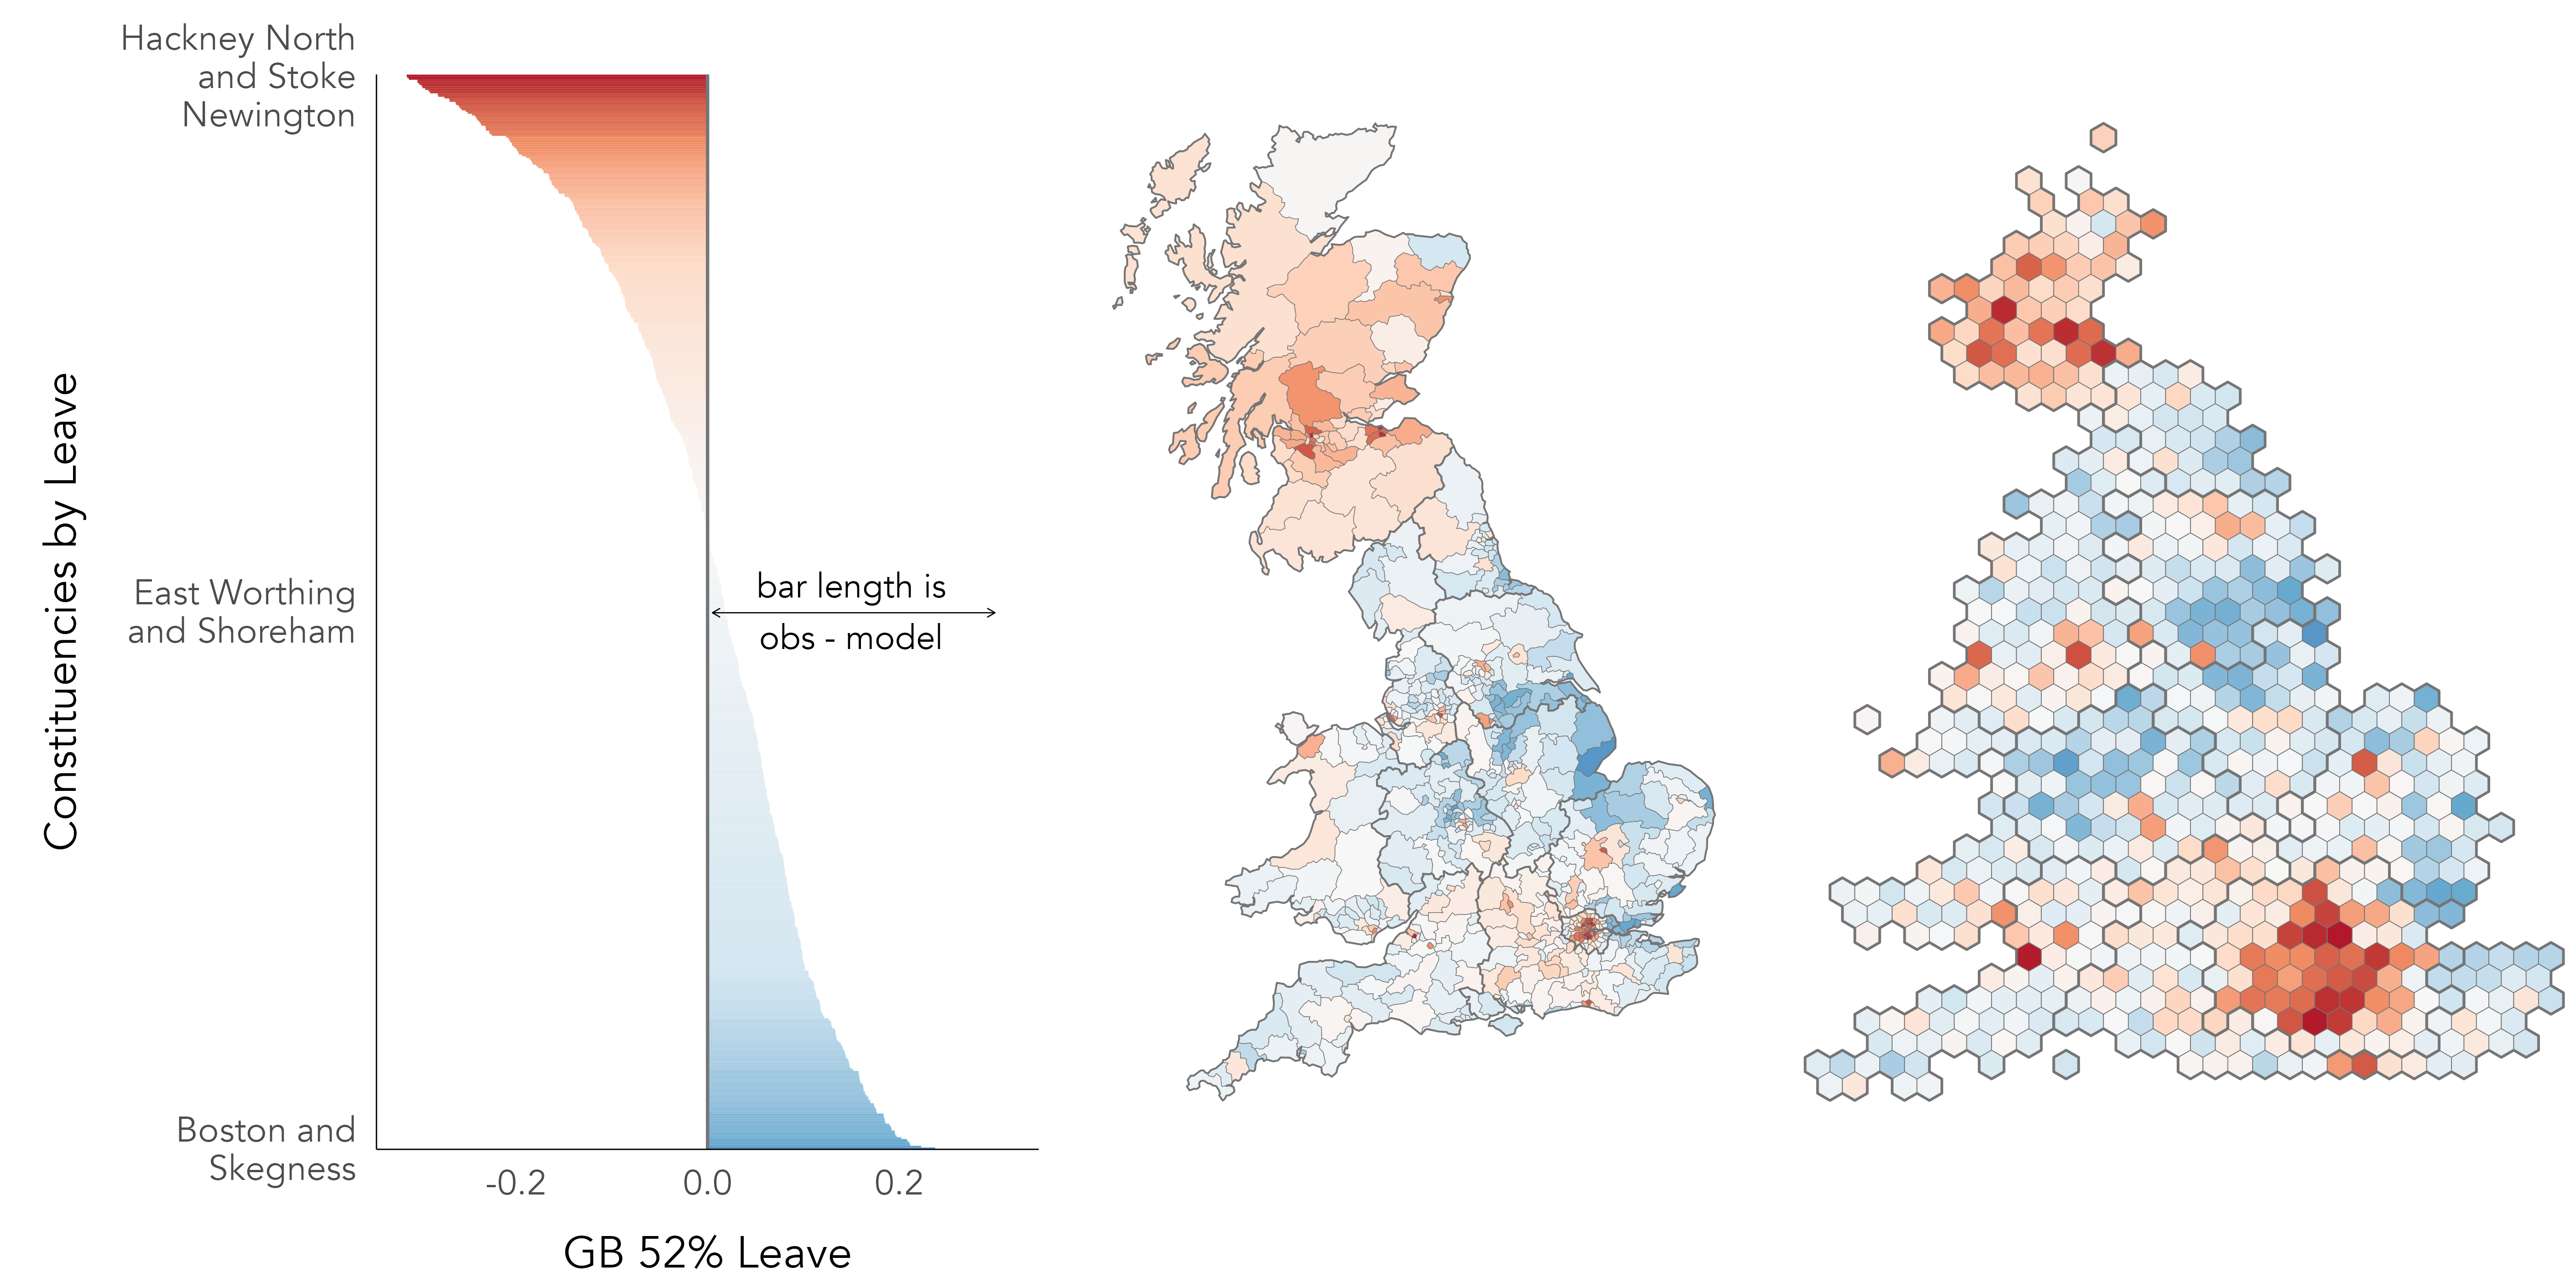 Hackney North
and Stoke
Newington
Constituencies by Leave
East Worthing
and Shoreham
bar length is
obs - model
Boston and
Skegness
-0.2
0.0
0.2
GB 52% Leave